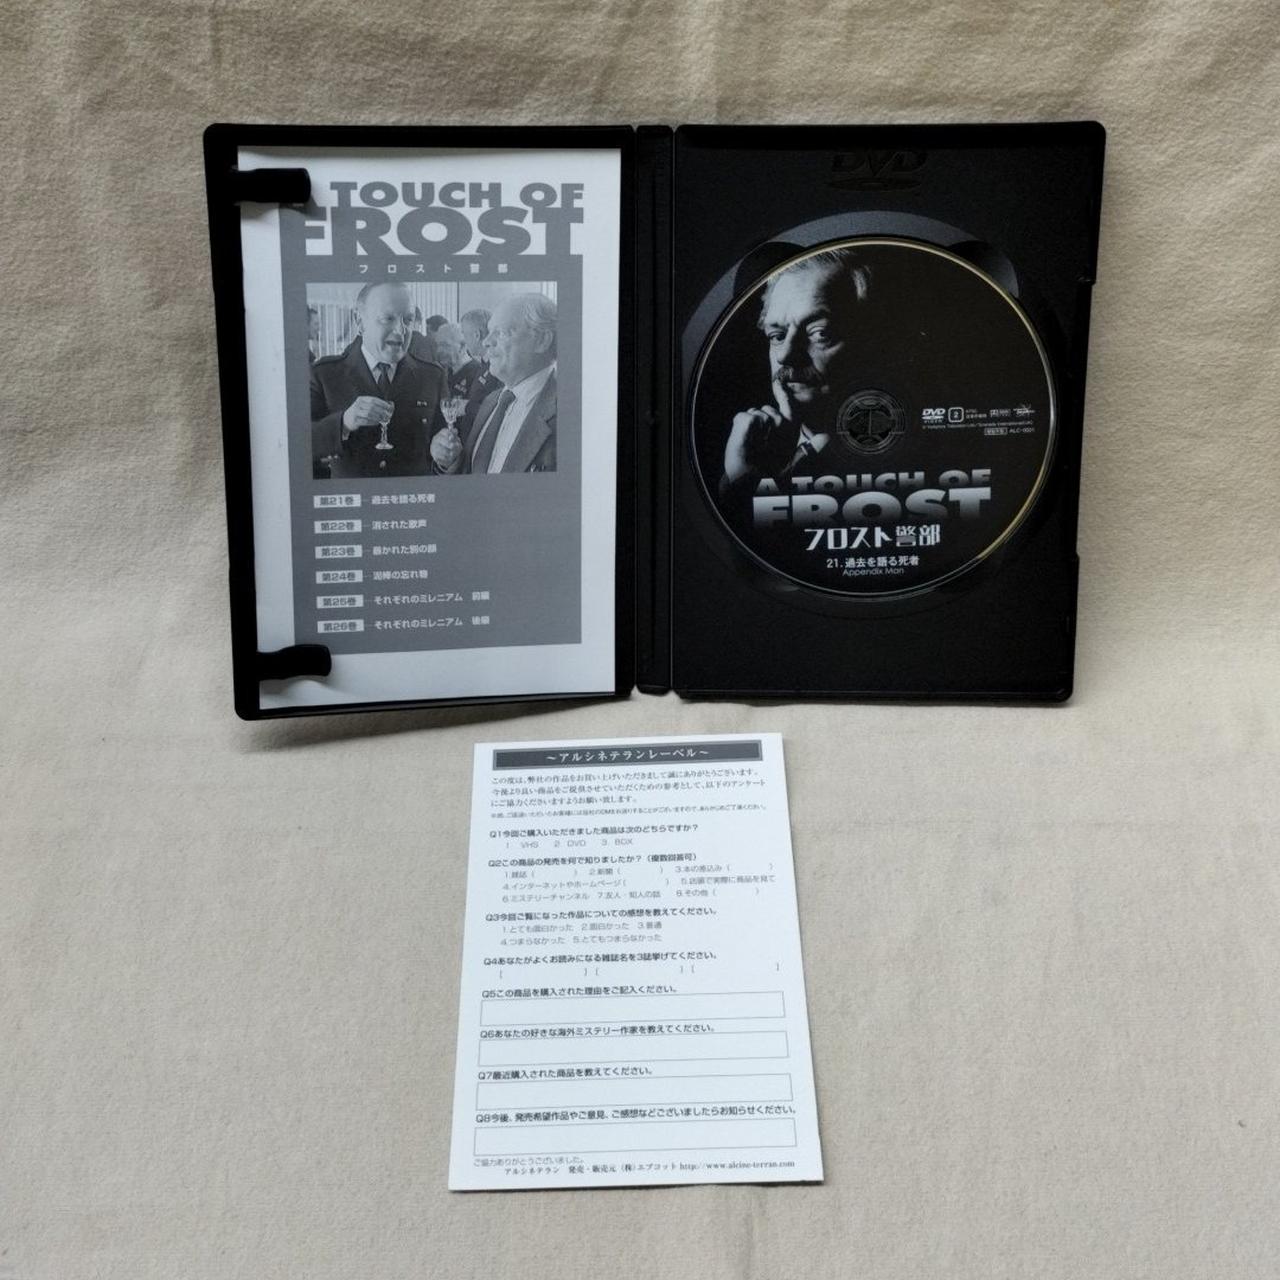 A TOUCH OF
FROST
フロスト警部
第21巻 過去を語る死者
第22巻 消された歌声
第23巻 暴かれた別の顔
第24巻 泥棒の忘れ物
第25巻 それぞれのミレニアム 前編
第26巻 それぞれのミレニアム 後編
DVD
DVD
2
NTSC
ALC-0021
A TOUCH OF
FROST
フロスト警部
21.過去を語る死者
Appendix Man
～アルシネテランレーベル～
この度は、弊社の作品をお買い上げいただきまして誠にありがとうございます。
今後より良い商品をご提供させていただくための参考として、以下のアンケート
にご協力くださいますようお願い致します。
Q1今回ご購入いただきました商品は次のどちらですか？
1. VHS 2. DVD 3. BOX
Q2この商品の発売を何で知りましたか？（複数回答可）
1.雑誌（ ） 2.新聞（ ） 3.本の差込み（ ）
4.インターネットやホームページ（ ） 5.店頭で実際に商品を見て
6.ミステリーチャンネル 7.友人・知人の話 8.その他（ ）
Q3今回ご覧になった作品についての感想を教えてください。
1.とても面白かった 2.面白かった 3.普通
4.つまらなかった 5.とてもつまらなかった
Q4あなたがよくお読みになる雑誌名を3誌挙げてください。
［ ］［ ］［ ］
Q5この商品を購入された理由をご記入ください。
Q6あなたの好きな海外ミステリー作家を教えてください。
Q7最近購入された商品を教えてください。
Q8今後、発売希望作品やご意見、ご感想などございましたらお知らせください。
ご協力ありがとうございました。
アルシネテラン 発売・販売元 (株)エプコット http://www.alcine-terran.com